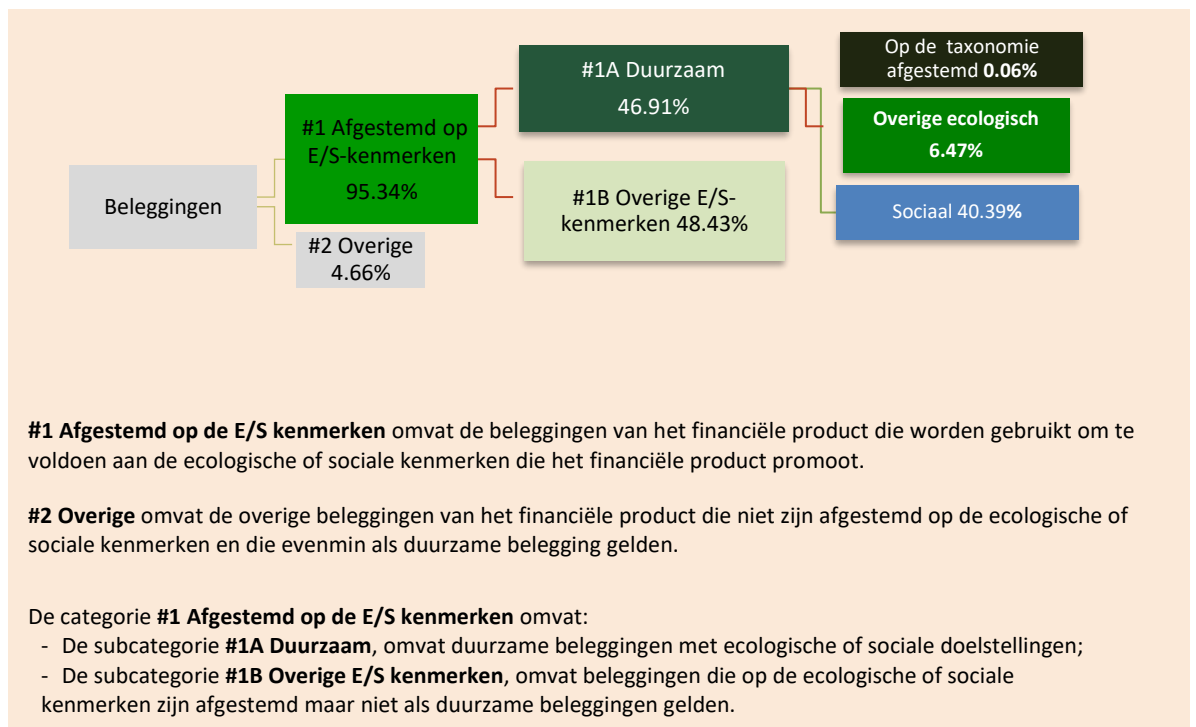 Beleggingen
#1 Afgestemd op
E/S-kenmerken
95.34%
#2 Overige
4.66%
#1A Duurzaam
46.91%
#1B Overige E/S-
kenmerken 48.43%
Op de taxonomie
afgestemd 0.06%
Overige ecologisch
6.47%
Sociaal 40.39%
#1 Afgestemd op de E/S kenmerken omvat de beleggingen van het financiële product die worden gebruikt om te
voldoen aan de ecologische of sociale kenmerken die het financiële product promoot.
#2 Overige omvat de overige beleggingen van het financiële product die niet zijn afgestemd op de ecologische of
sociale kenmerken en die evenmin als duurzame belegging gelden.
De categorie #1 Afgestemd op de E/S kenmerken omvat:
- De subcategorie #1A Duurzaam, omvat duurzame beleggingen met ecologische of sociale doelstellingen;
- De subcategorie #1B Overige E/S kenmerken, omvat beleggingen die op de ecologische of sociale
kenmerken zijn afgestemd maar niet als duurzame beleggingen gelden.